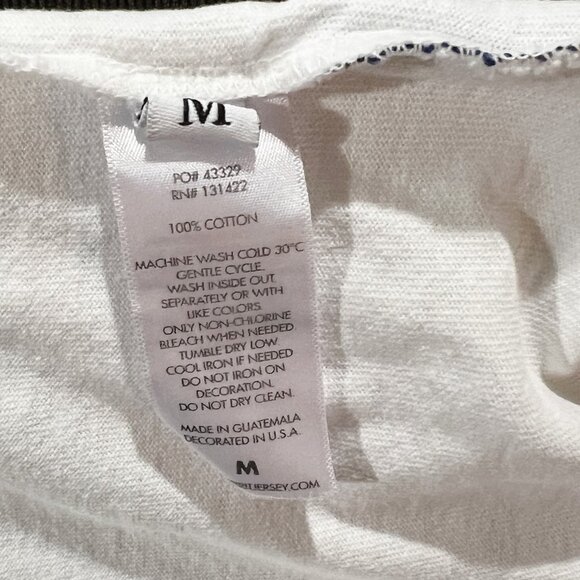 M
PO# 43329
RN# 131422
100% COTTON
MACHINE WASH COLD 30°C
GENTLE CYCLE.
WASH INSIDE OUT
SEPARATELY OR WITH
LIKE COLORS.
ONLY NON-CHLORINE
BLEACH WHEN NEEDED
TUMBLE DRY LOW
COOL IRON IF NEEDED
DO NOT IRON ON
DECORATION.
DO NOT DRY CLEAN.
MADE IN GUATEMALA
DECORATED IN U.S.A.
M